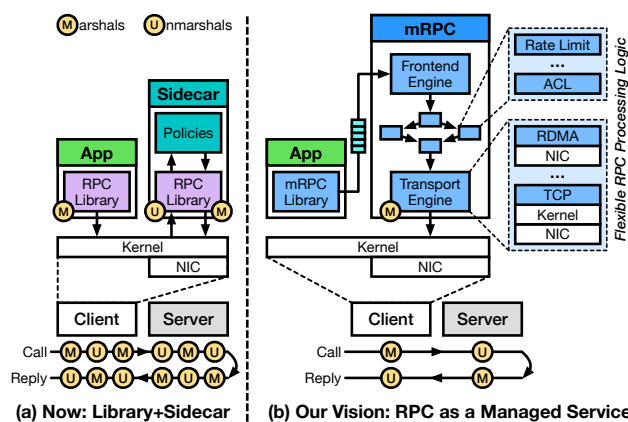 M arshals U nmarshals
Sidecar
Policies
App
RPC
Library
RPC
Library
M
U
M
Kernel
NIC
Client
Server
Call M U M U M U
Reply U M U M U M
(a) Now: Library+Sidecar
mRPC
Frontend
Engine
App
mRPC
Library
Transport
Engine
M
Kernel
NIC
Rate Limit
...
ACL
RDMA
NIC
...
TCP
Kernel
NIC
Flexible RPC Processing Logic
Client
Server
Call M U
Reply U M
(b) Our Vision: RPC as a Managed Service